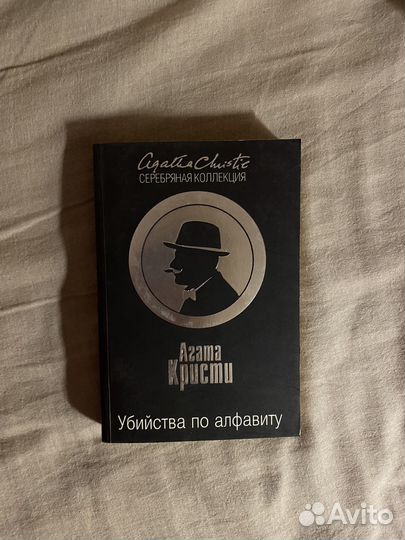 Agatha Christie
СЕРЕБРЯНАЯ КОЛЛЕКЦИЯ
Агата
Кристи
Убийства по алфавиту
Avito